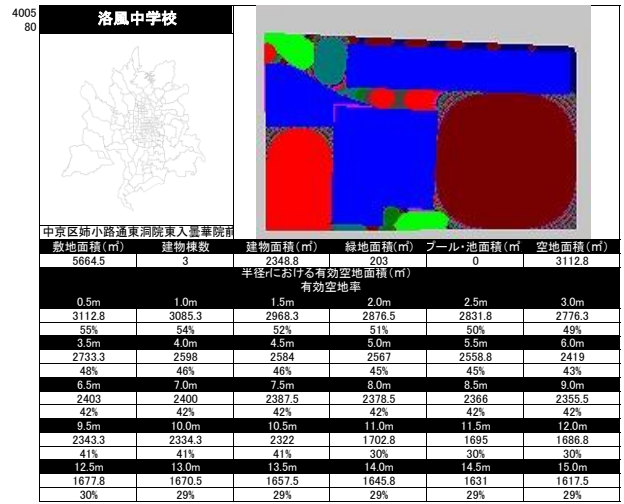 4005
80
洛風中学校
中京区姉小路通東洞院東入曇華院前
敷地面積(㎡) 建物棟数 建物面積(㎡) 緑地面積(㎡) プール・池面積(㎡ 空地面積(㎡)
5664.5 3 2348.8 203 0 3112.8
半径rにおける有効空地面積(㎡)
有効空地率
0.5m 1.0m 1.5m 2.0m 2.5m 3.0m
3112.8 3085.3 2968.3 2876.5 2831.8 2776.3
55% 54% 52% 51% 50% 49%
3.5m 4.0m 4.5m 5.0m 5.5m 6.0m
2733.3 2598 2584 2567 2558.8 2419
48% 46% 46% 45% 45% 43%
6.5m 7.0m 7.5m 8.0m 8.5m 9.0m
2403 2400 2387.5 2378.5 2366 2355.5
42% 42% 42% 42% 42% 42%
9.5m 10.0m 10.5m 11.0m 11.5m 12.0m
2343.3 2334.3 2322 1702.8 1695 1686.8
41% 41% 41% 30% 30% 30%
12.5m 13.0m 13.5m 14.0m 14.5m 15.0m
1677.8 1670.5 1657.5 1645.8 1631 1617.5
30% 29% 29% 29% 29% 29%